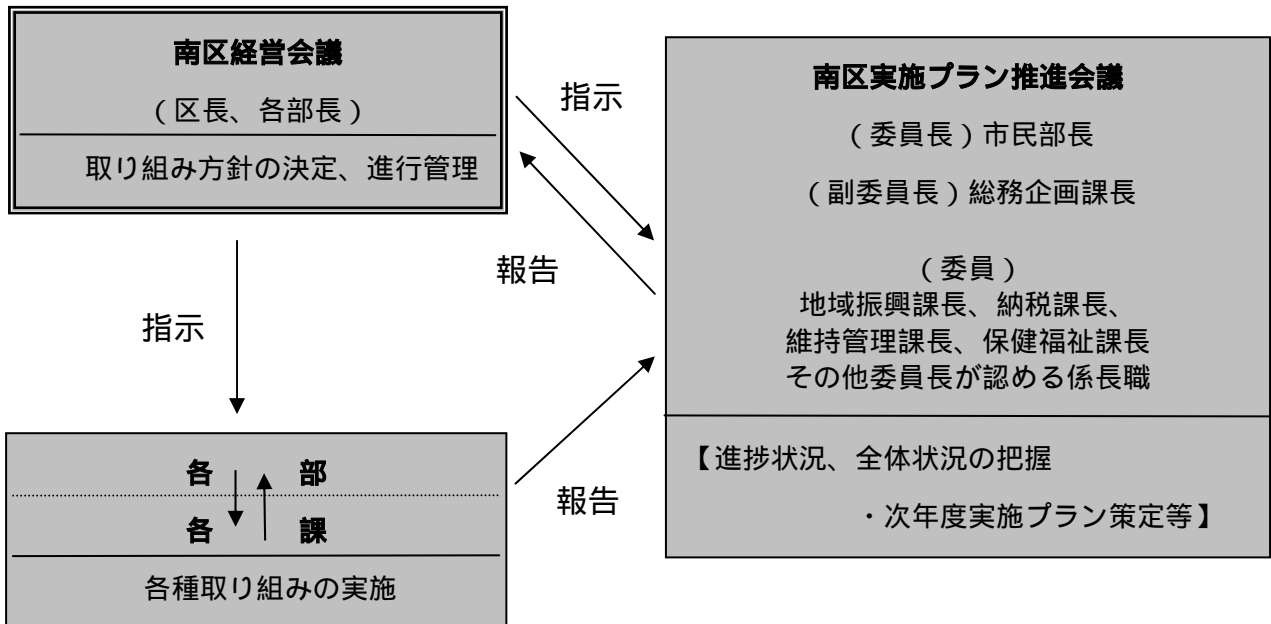 南区経営会議
(区長、各部長)
取り組み方針の決定、進行管理
指示
報告
指示
南区実施プラン推進会議
(委員長)市民部長
(副委員長)総務企画課長
(委員)
地域振興課長、納税課長、
維持管理課長、保健福祉課長
その他委員長が認める係長職
【進捗状況、全体状況の把握
・次年度実施プラン策定等】
各 部
各 課
各種取り組みの実施
報告